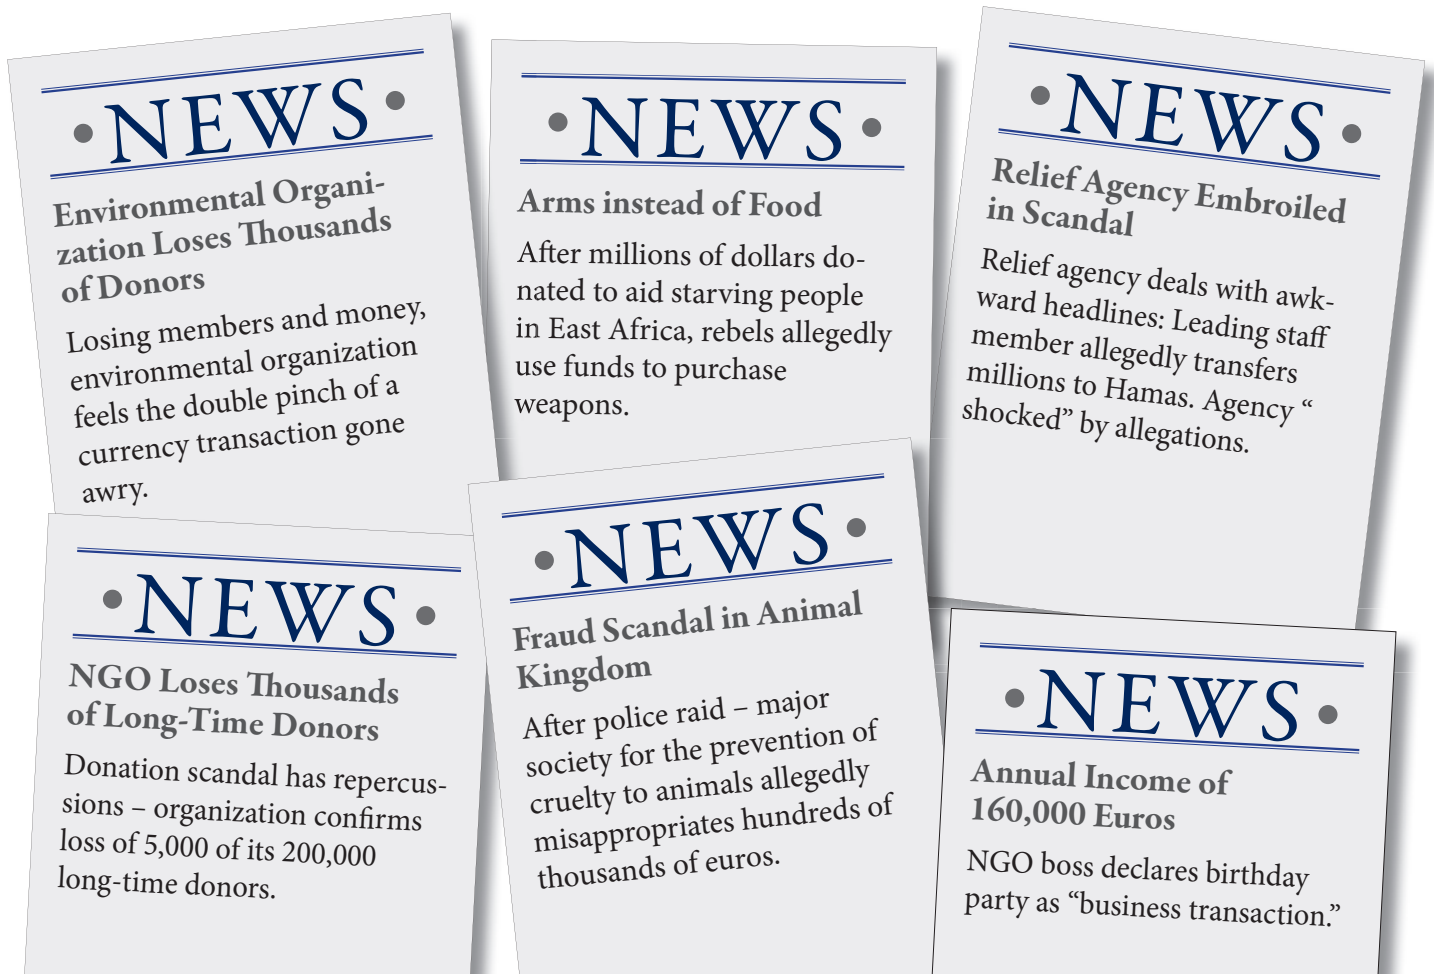 • NEWS •
Environmental Organi-
zation Loses Thousands
of Donors
Losing members and money,
environmental organization
feels the double pinch of a
currency transaction gone
awry.
• NEWS •
Arms instead of Food
After millions of dollars do-
nated to aid starving people
in East Africa, rebels allegedly
use funds to purchase
weapons.
• NEWS •
Relief Agency Embroiled
in Scandal
Relief agency deals with awk-
ward headlines: Leading staff
member allegedly transfers
millions to Hamas. Agency “
shocked” by allegations.
• NEWS •
NGO Loses Thousands
of Long-Time Donors
Donation scandal has repercus-
sions – organization confirms
loss of 5,000 of its 200,000
long-time donors.
• NEWS •
Fraud Scandal in Animal
Kingdom
After police raid – major
society for the prevention of
cruelty to animals allegedly
misappropriates hundreds of
thousands of euros.
• NEWS •
Annual Income of
160,000 Euros
NGO boss declares birthday
party as “business transaction.”